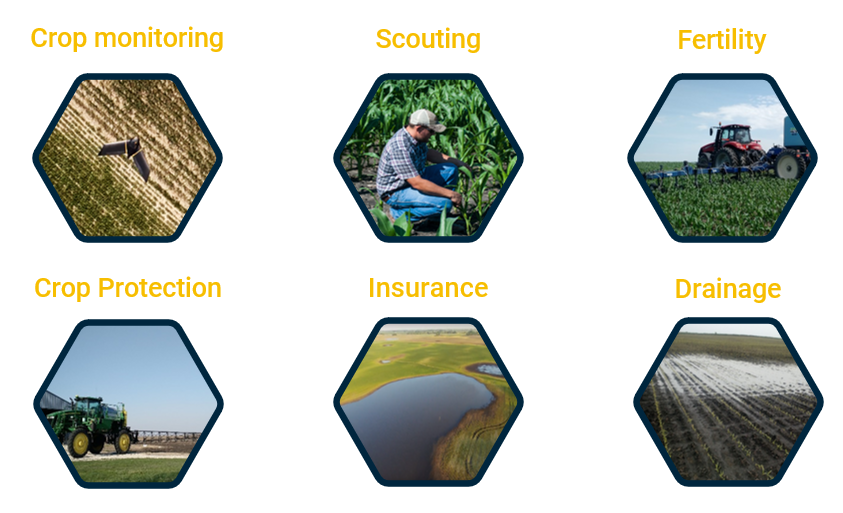 Crop monitoring
Scouting
Fertility
Crop Protection
Insurance
Drainage